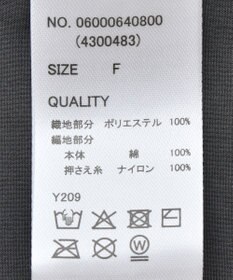 NO. 06000640800
(4300483)
SIZE F
QUALITY
織地部分 ポリエステル 100%
編地部分
本体 綿 100%
押さえ糸 ナイロン 100%
Y209